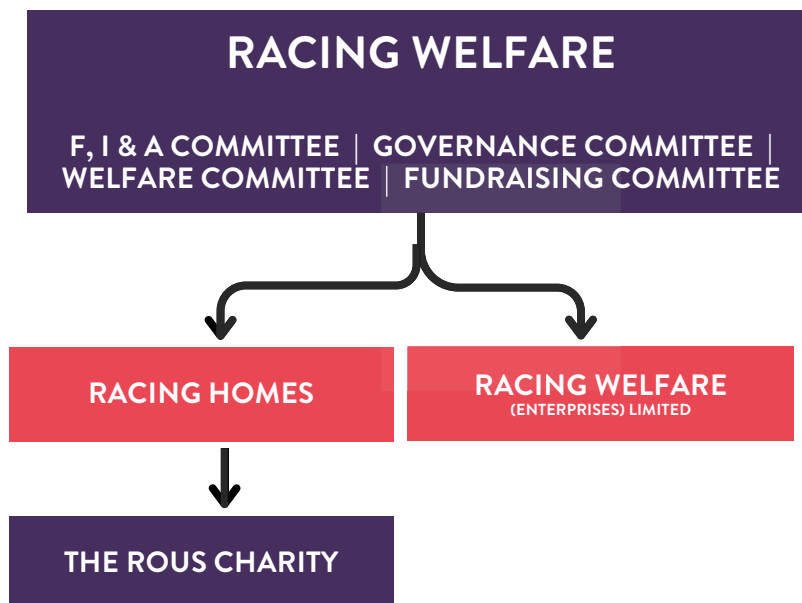 RACING WELFARE
F, I & A COMMITTEE | GOVERNANCE COMMITTEE |
WELFARE COMMITTEE | FUNDRAISING COMMITTEE
RACING HOMES
RACING WELFARE
(ENTERPRISES) LIMITED
THE ROUS CHARITY